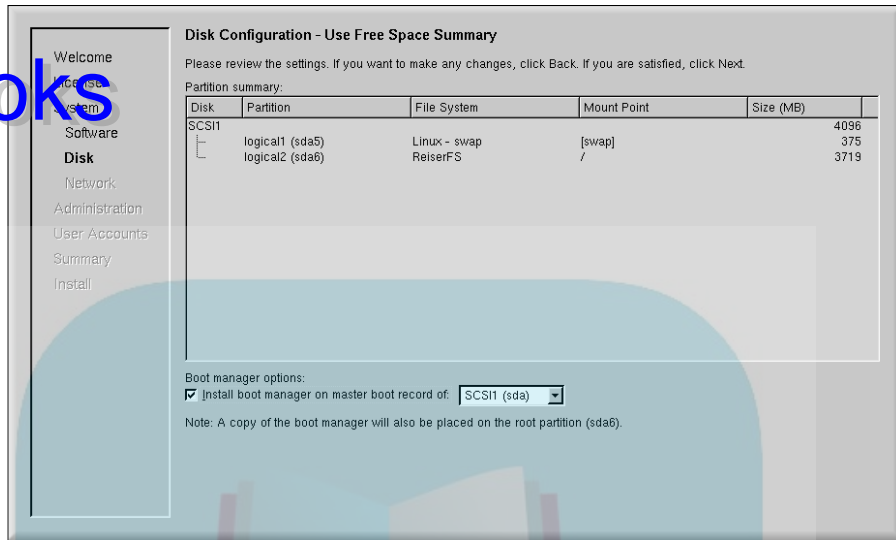 Disk Configuration - Use Free Space Summary
Please review the settings. If you want to make any changes, click Back. If you are satisfied, click Next.
Welcome
License
System
Software
Disk
Network
Administration
User Accounts
Summary
Install
oks
Partition summary:
Disk Partition File System Mount Point Size (MB)
SCSI1 4096
logical1 (sda5) Linux - swap [swap] 375
logical2 (sda6) ReiserFS / 3719
Boot manager options:
Install boot manager on master boot record of: SCSI1 (sda)
Note: A copy of the boot manager will also be placed on the root partition (sda6).